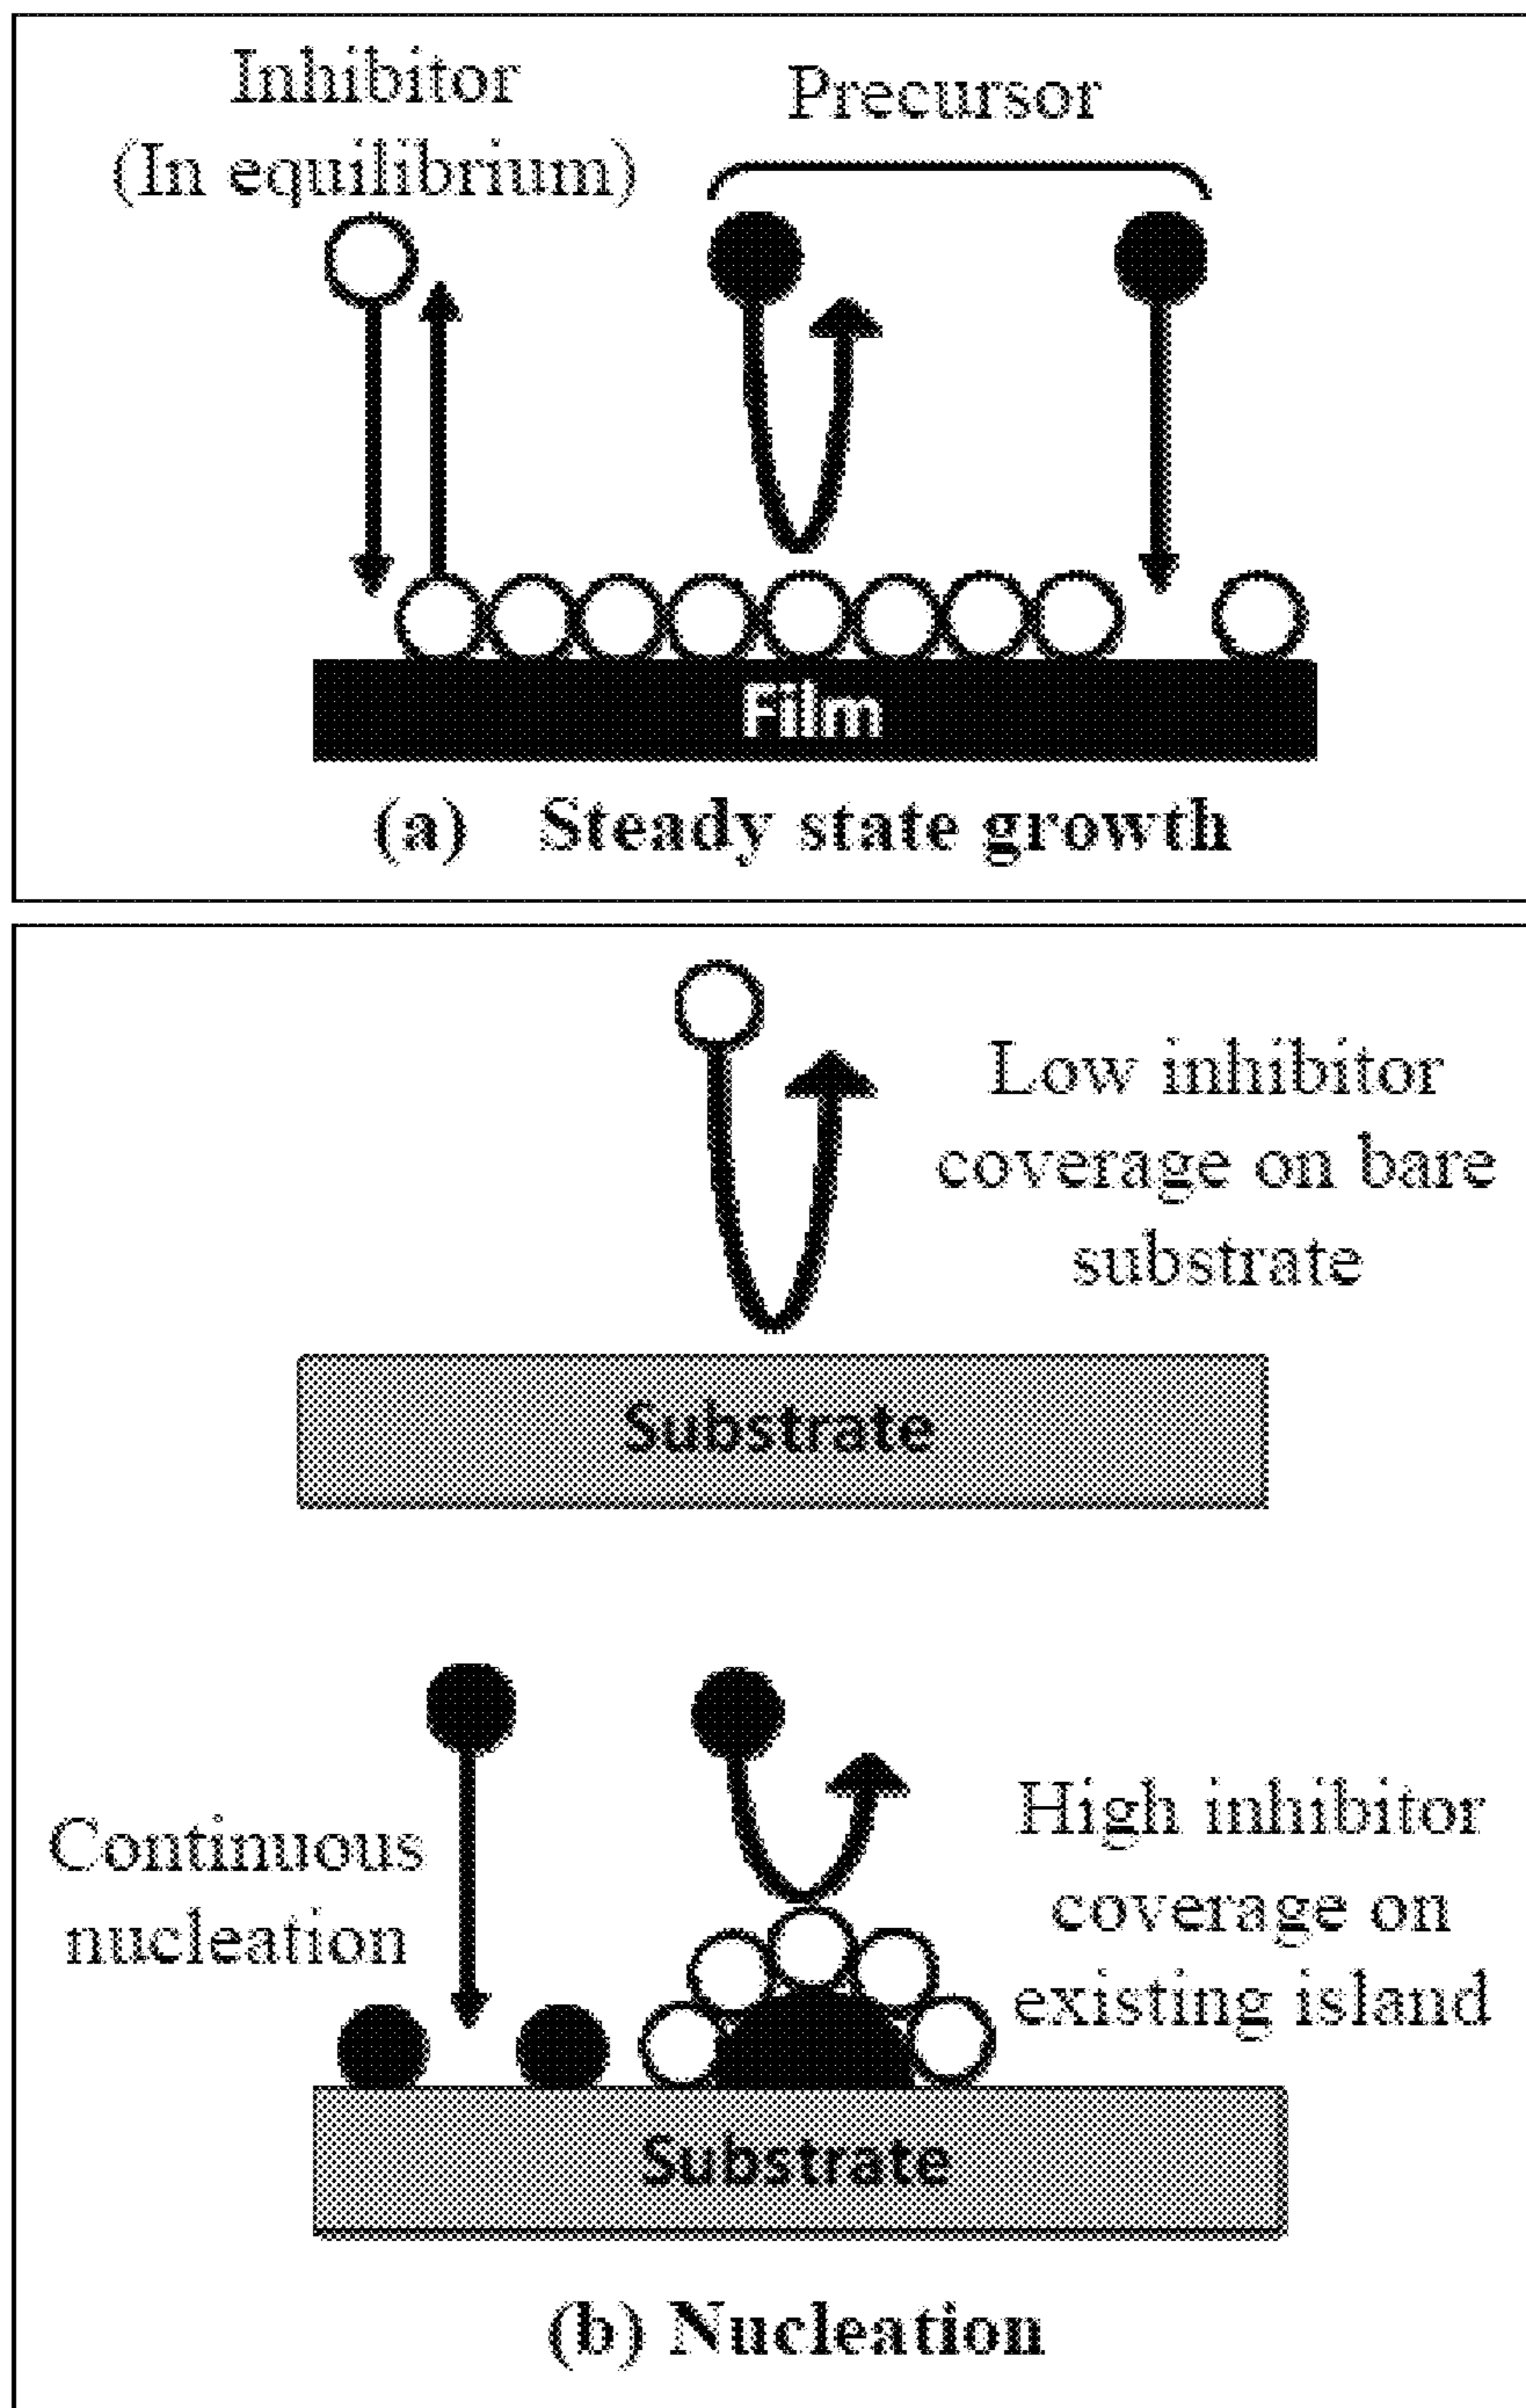 Inhibitor
(In equilibrium)
Precursor
Film
(a) Steady state growth
Low inhibitor
coverage on bare
substrate
Substrate
Continuous
nucleation
High inhibitor
coverage on
existing island
Substrate
(b) Nucleation